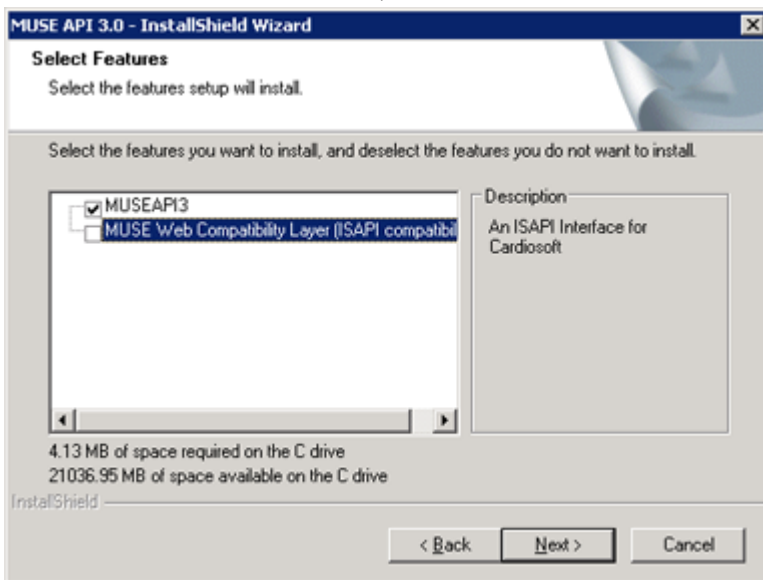 MUSE API 3.0 - InstallShield Wizard
Select Features
Select the features setup will install.
Select the features you want to install, and deselect the features you do not want to install.
MUSEAPI3
MUSE Web Compatibility Layer (ISAPI compatibil
Description
An ISAPI Interface for
Cardiosoft
4.13 MB of space required on the C drive
21036.95 MB of space available on the C drive
InstallShield
< Back
Next >
Cancel